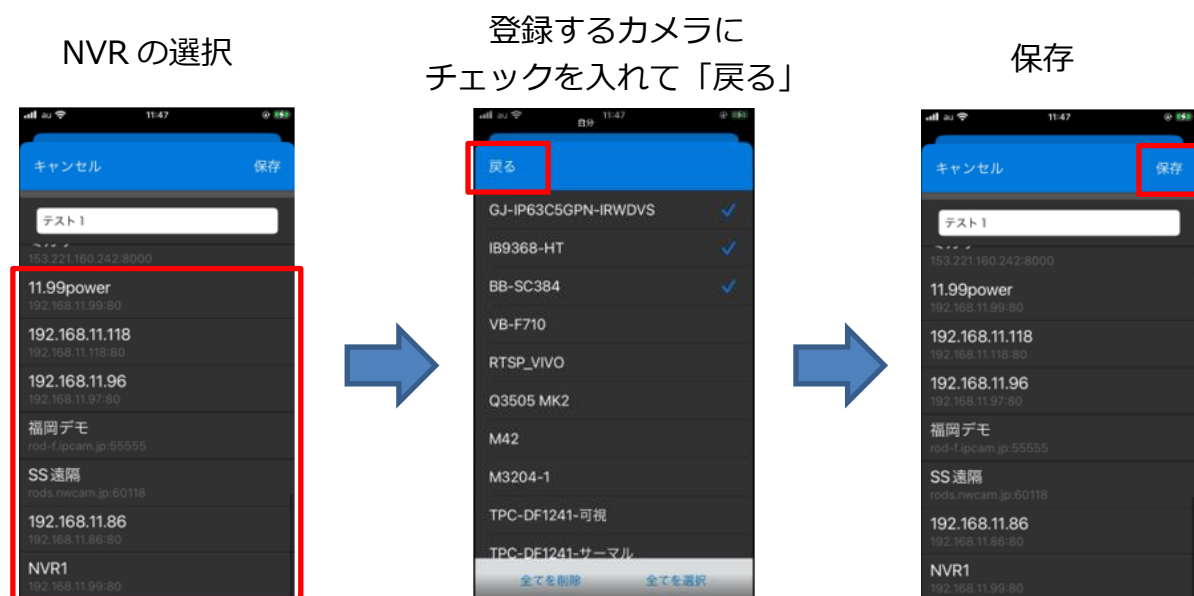 NVR の選択
登録するカメラに
チェックを入れて「戻る」
保存
au 11:47
キャンセル 保存
テスト1
153.221.160.242:8000
11.99power
192.168.11.99:80
192.168.11.118
192.168.11.118:80
192.168.11.96
192.168.11.97:80
福岡デモ
rod-f.ipcam.jp:55555
SS遠隔
rods.nwcam.jp:60118
192.168.11.86
192.168.11.86:80
NVR1
192.168.11.99:80
au 11:47
自分
戻る
GJ-IP63C5GPN-IRWDVS
IB9368-HT
BB-SC384
VB-F710
RTSP_VIVO
Q3505 MK2
M42
M3204-1
TPC-DF1241-可視
TPC-DF1241-サーマル
全てを削除 全てを選択
au 11:47
キャンセル 保存
テスト1
153.221.160.242:8000
11.99power
192.168.11.99:80
192.168.11.118
192.168.11.118:80
192.168.11.96
192.168.11.97:80
福岡デモ
rod-f.ipcam.jp:55555
SS遠隔
rods.nwcam.jp:60118
192.168.11.86
192.168.11.86:80
NVR1
192.168.11.99:80